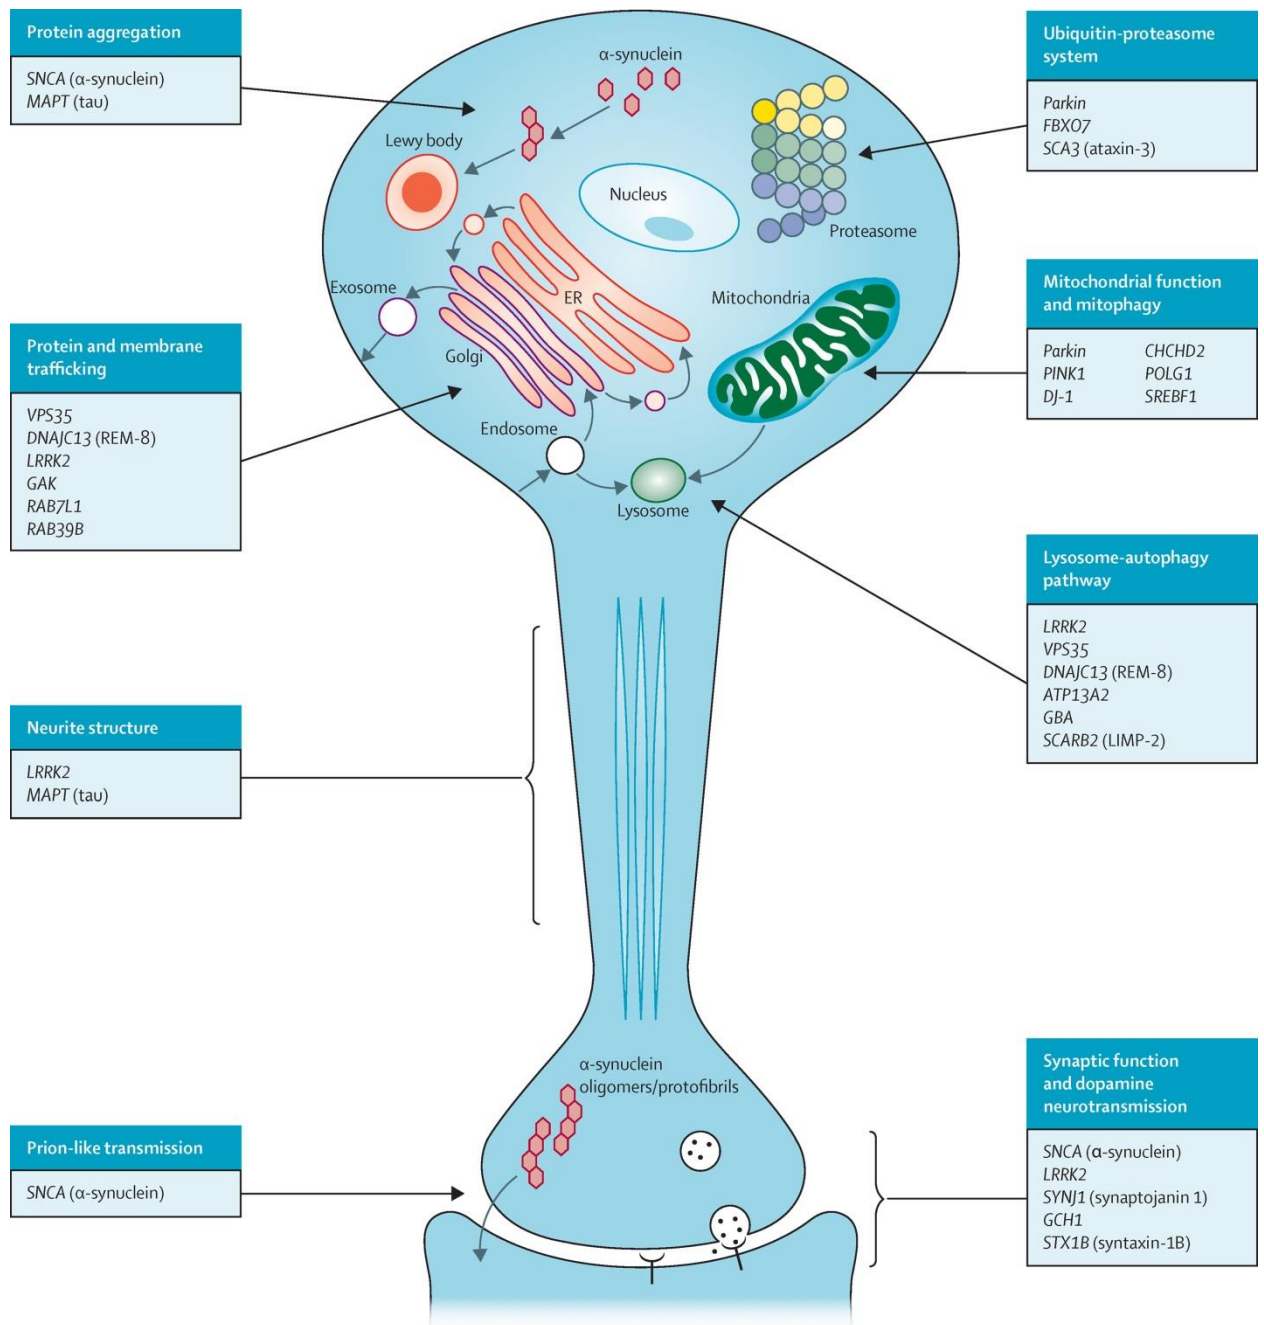 Protein aggregation
SNCA (α-synuclein)
MAPT (tau)
Protein and membrane
trafficking
VPS35
DNAJC13 (REM-8)
LRRK2
GAK
RAB7L1
RAB39B
Neurite structure
LRRK2
MAPT (tau)
Prion-like transmission
SNCA (α-synuclein)
α-synuclein
Lewy body
Nucleus
Proteasome
Exosome
ER
Mitochondria
Golgi
Endosome
Lysosome
α-synuclein
oligomers/protofibrils
Ubiquitin-proteasome
system
Parkin
FBXO7
SCA3 (ataxin-3)
Mitochondrial function
and mitophagy
Parkin CHCHD2
PINK1 POLG1
DJ-1 SREBF1
Lysosome-autophagy
pathway
LRRK2
VPS35
DNAJC13 (REM-8)
ATP13A2
GBA
SCARB2 (LIMP-2)
Synaptic function
and dopamine
neurotransmission
SNCA (α-synuclein)
LRRK2
SYNJ1 (synaptojanin 1)
GCH1
STX1B (syntaxin-1B)